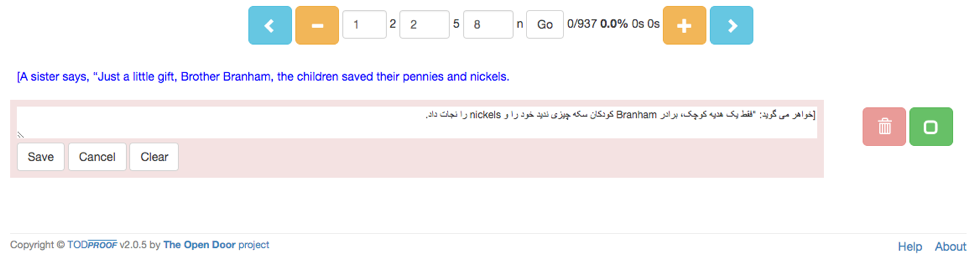 1 2 2 5 8 n Go 0/937 0.0% 0s 0s
[A sister says, "Just a little gift, Brother Branham, the children saved their pennies and nickels.
[خواهر می گوید: "فقط یک هدیه کوچک، برادر Branham کودکان سکه چیزی ندید خود را و nickels را نجات داد.
Save Cancel Clear
Copyright © TODPROOF v2.0.5 by The Open Door project
Help About